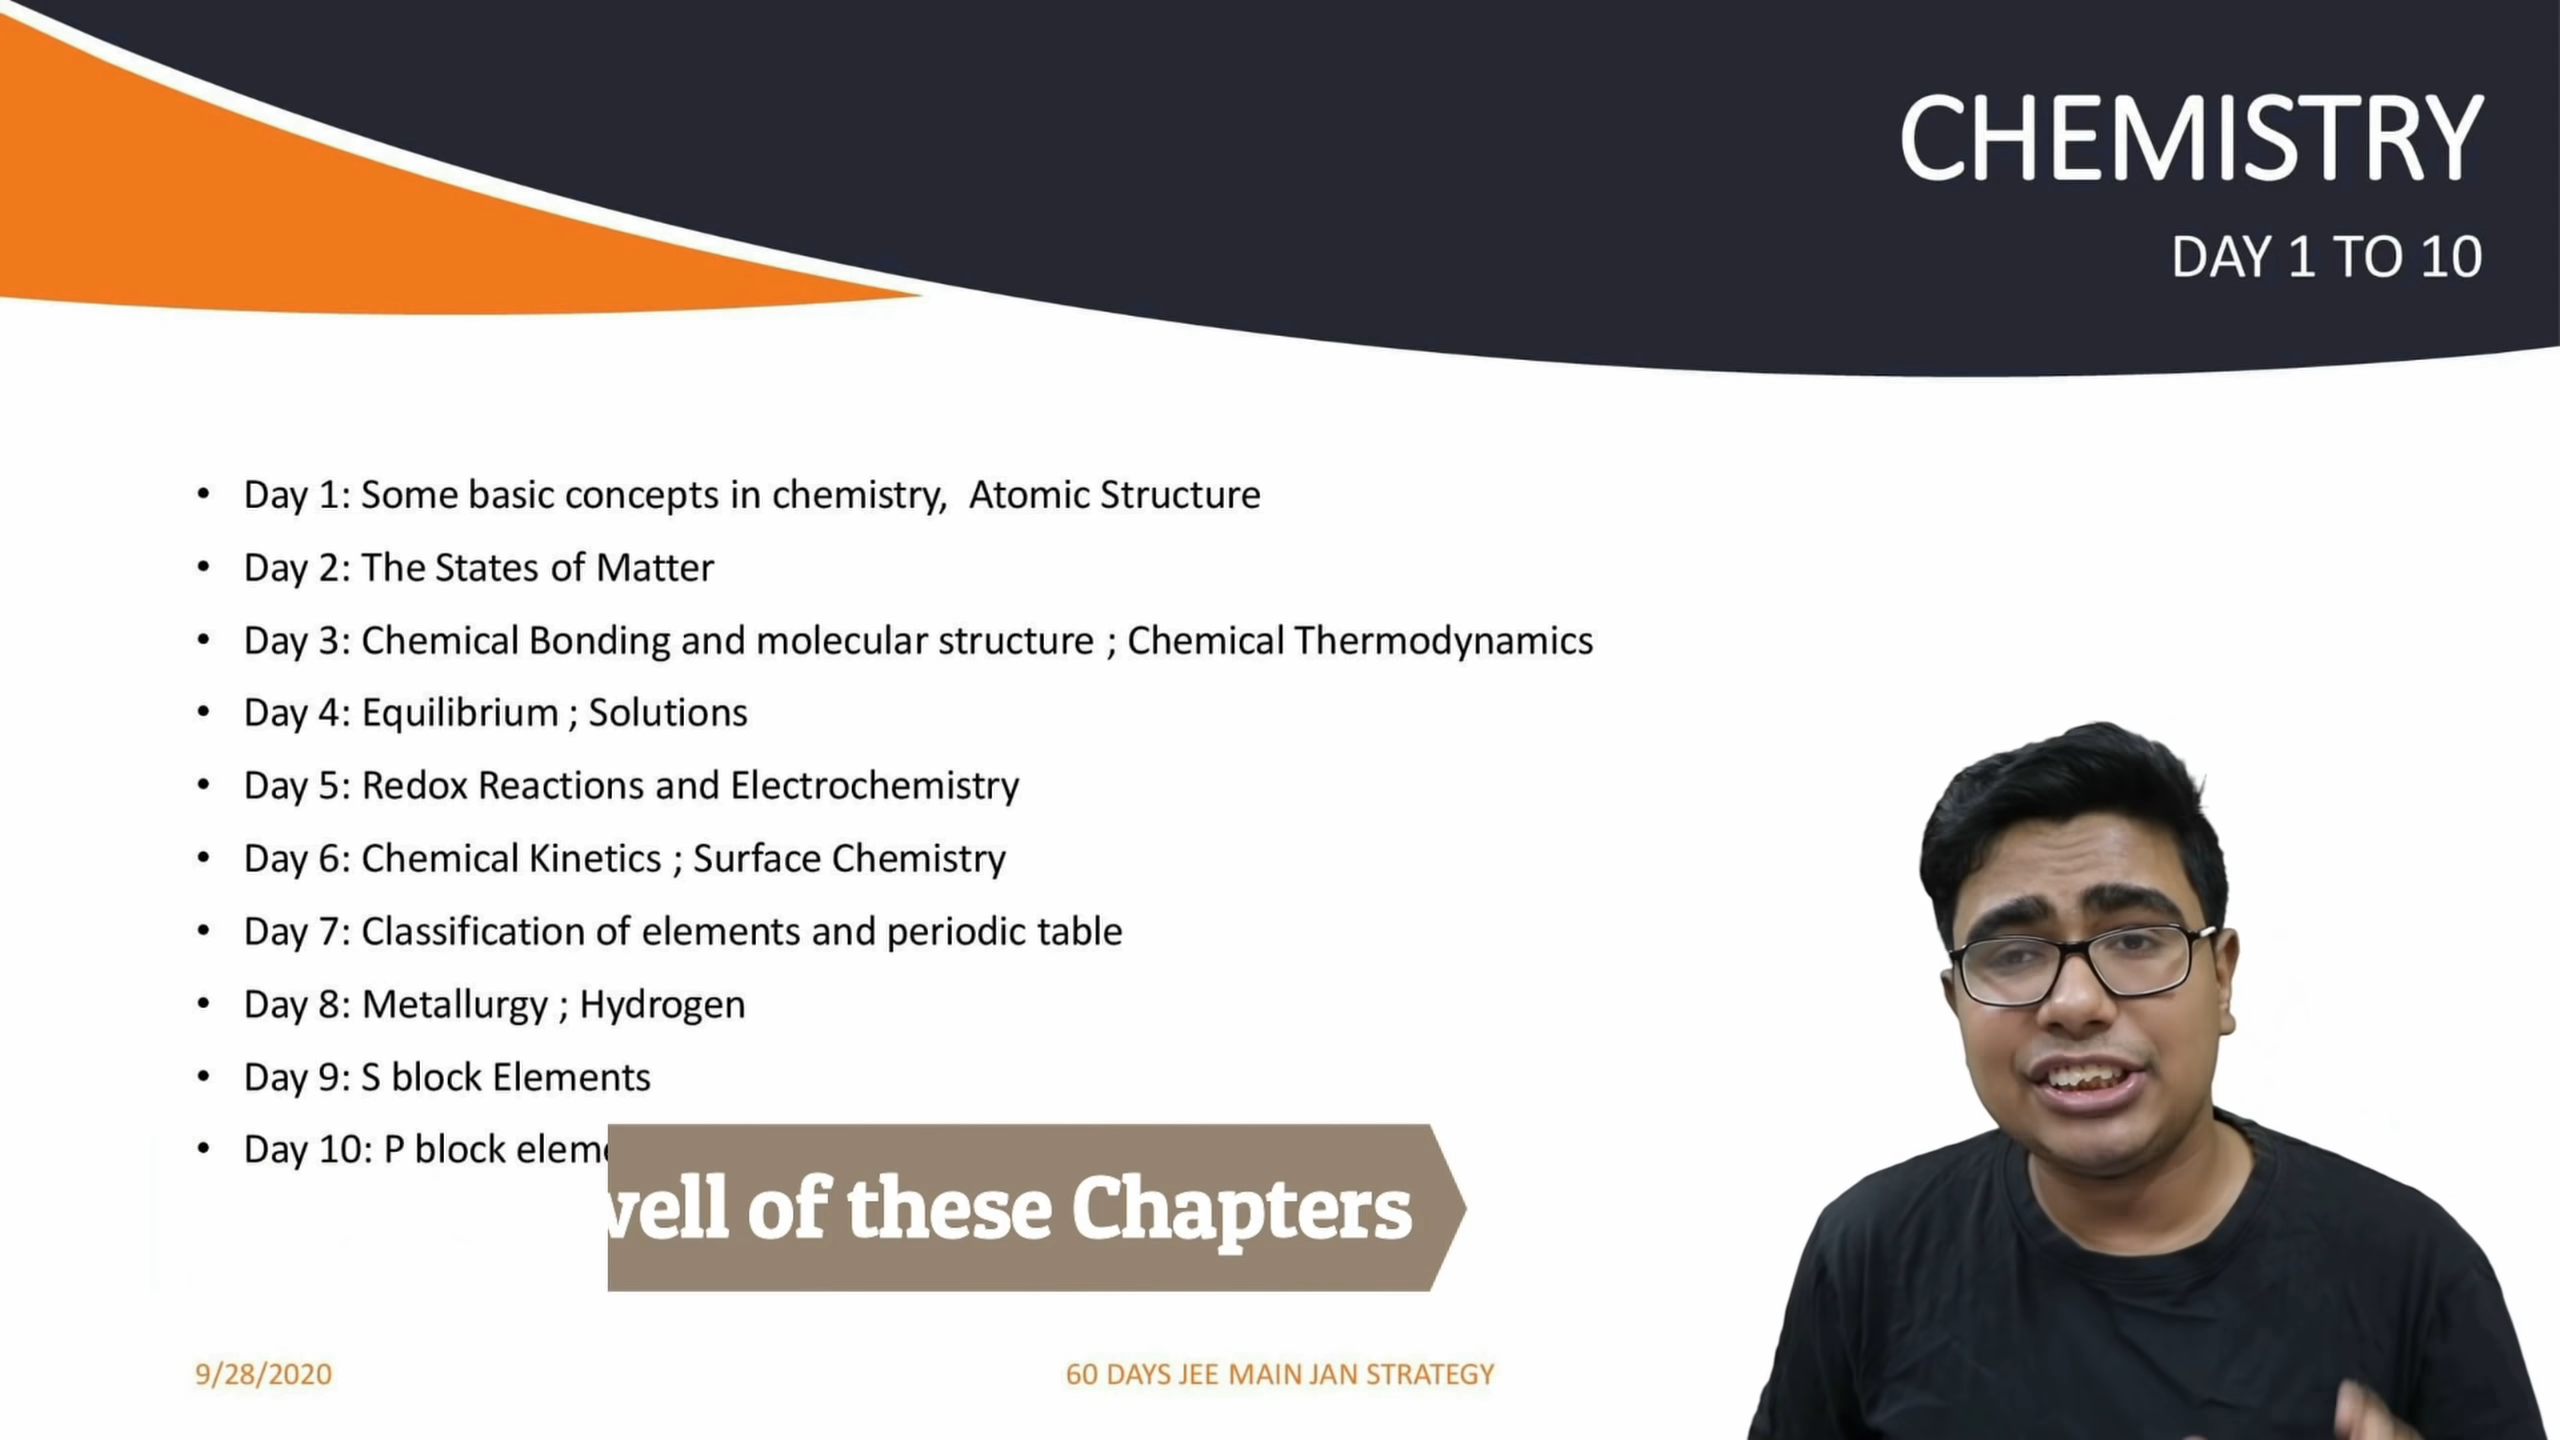 CHEMISTRY
DAY 1 TO 10
• Day 1: Some basic concepts in chemistry, Atomic Structure
• Day 2: The States of Matter
• Day 3: Chemical Bonding and molecular structure ; Chemical Thermodynamics
• Day 4: Equilibrium ; Solutions
• Day 5: Redox Reactions and Electrochemistry
• Day 6: Chemical Kinetics ; Surface Chemistry
• Day 7: Classification of elements and periodic table
• Day 8: Metallurgy ; Hydrogen
• Day 9: S block Elements
• Day 10: P block
of these Chapters
9/28/2020
60 DAYS JEE MAIN JAN STRATEGY